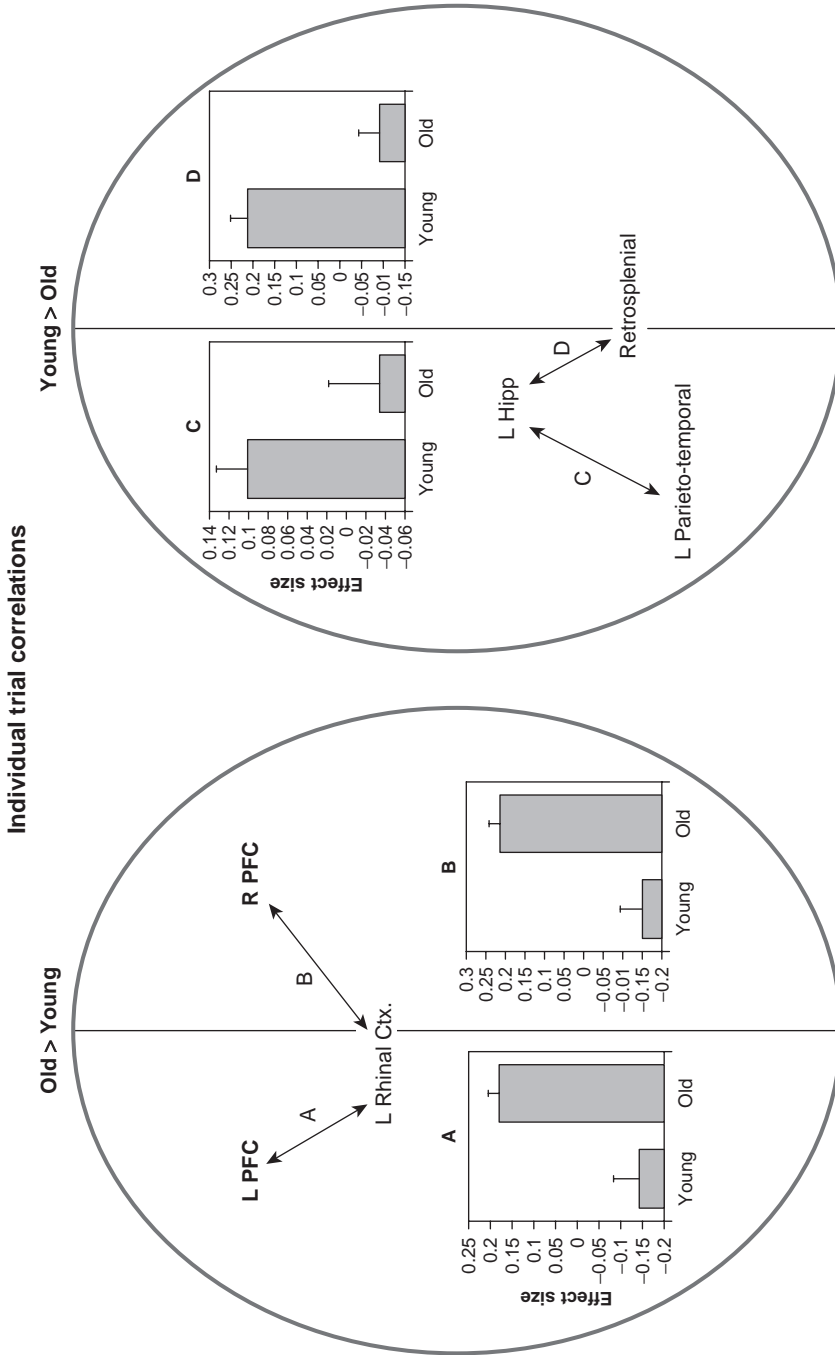 Individual trial correlations
Old > Young
L PFC
R PFC
A
B
L Rhinal Ctx.
A
Effect size
0.25
0.2
0.15
0.1
0.05
0
−0.05
−0.1
−0.15
−0.2
Young
Old
B
0.3
0.25
0.2
0.15
0.1
0.05
0
−0.05
−0.01
−0.15
−0.2
Young
Old
Young > Old
C
Effect size
0.14
0.12
0.1
0.08
0.06
0.04
0.02
0
−0.02
−0.04
−0.06
Young
Old
D
0.3
0.25
0.2
0.15
0.1
0.05
0
−0.05
−0.01
−0.15
Young
Old
L Hipp
C
D
Retrosplenial
L Parieto-temporal